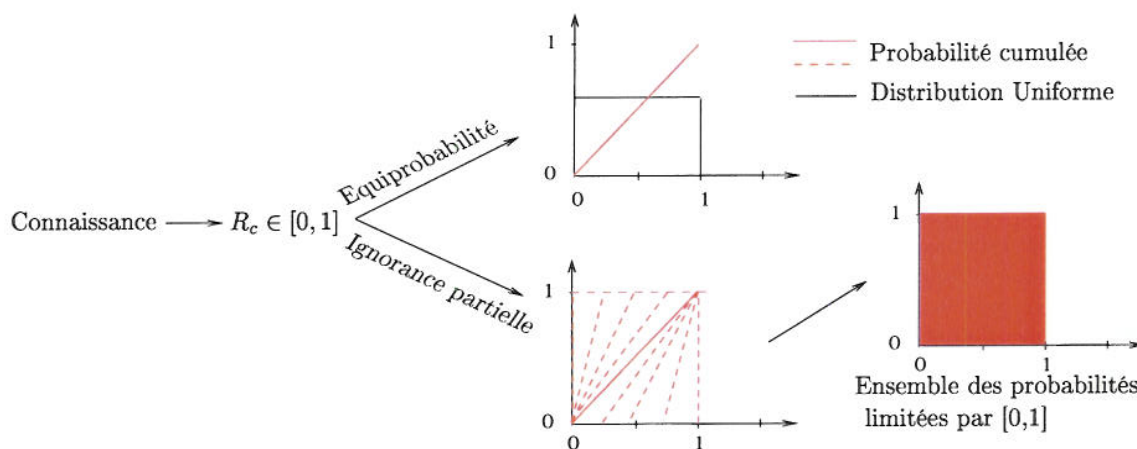 Connaissance
R_c ∈ [0, 1]
Equiprobabilité
Ignorance partielle
1
0
0
1
Probabilité cumulée
Distribution Uniforme
1
0
0
1
1
0
0
1
Ensemble des probabilités
limitées par [0,1]